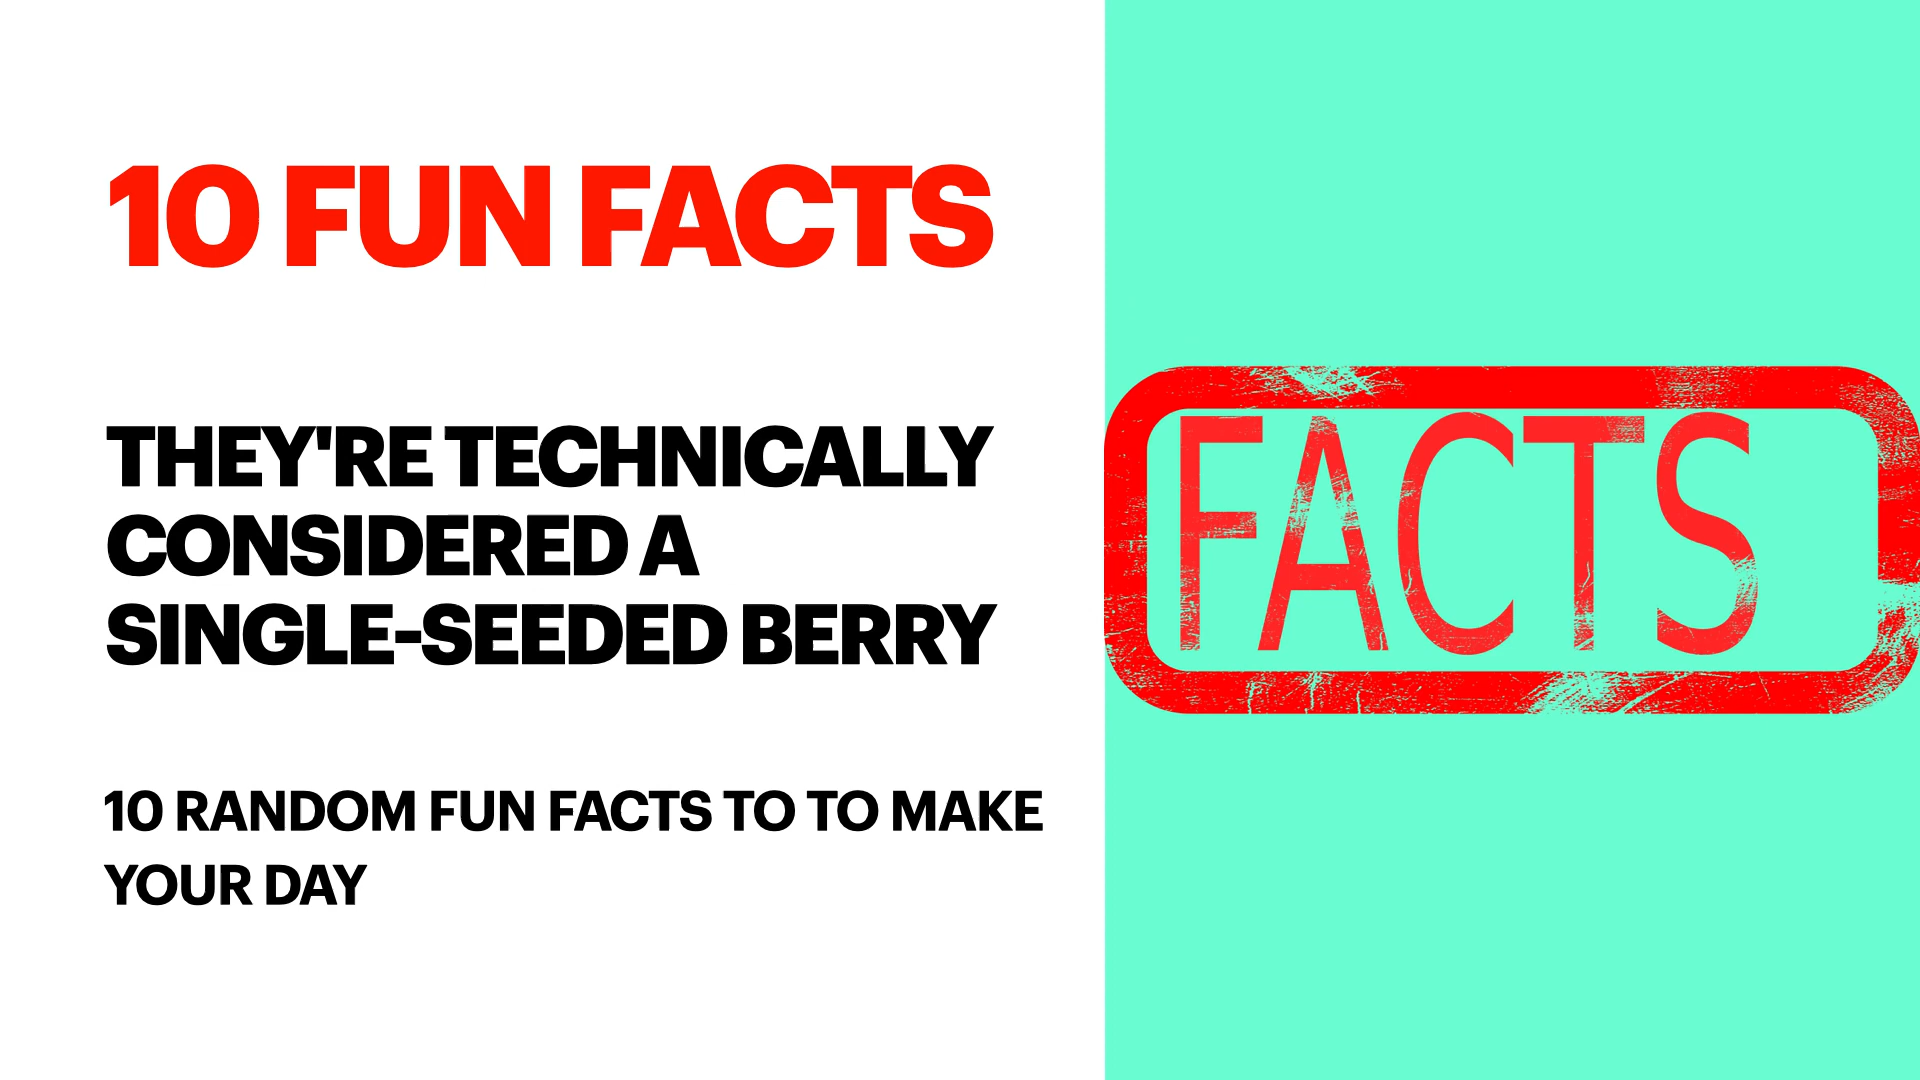 10 FUN FACTS
THEY'RE TECHNICALLY
CONSIDERED A
SINGLE-SEEDED BERRY
10 RANDOM FUN FACTS TO TO MAKE
YOUR DAY
FACTS